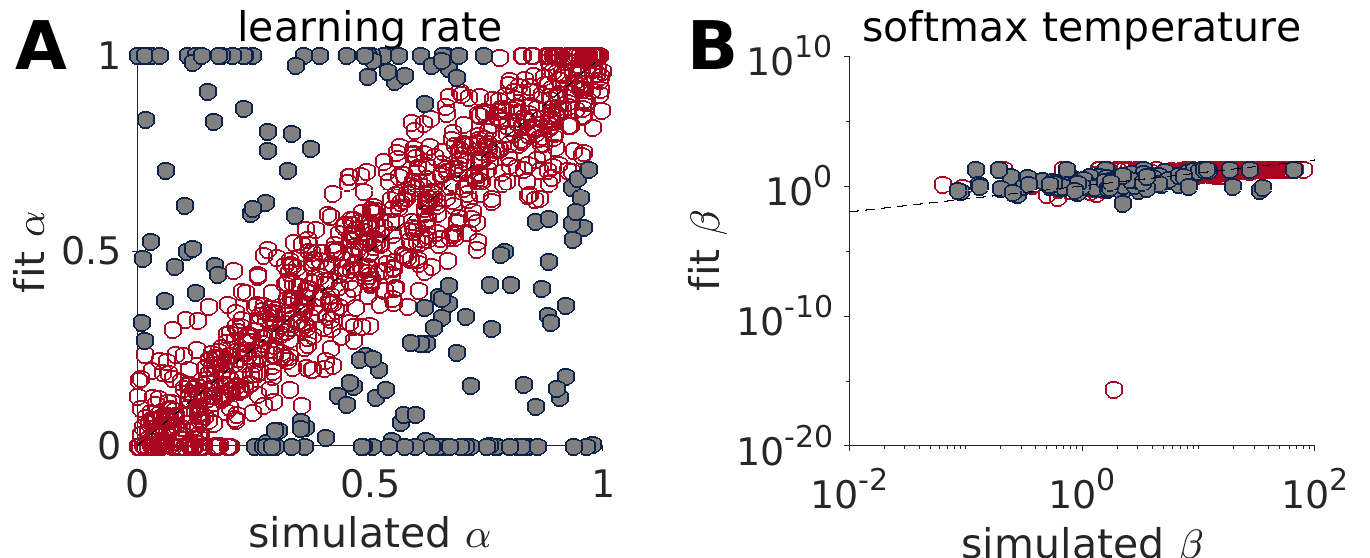 A
learning rate
1
0.5
0
fit α
0
0.5
1
simulated α
B
softmax temperature
10^10
10^0
10^-10
10^-20
fit β
10^-2
10^0
10^2
simulated β